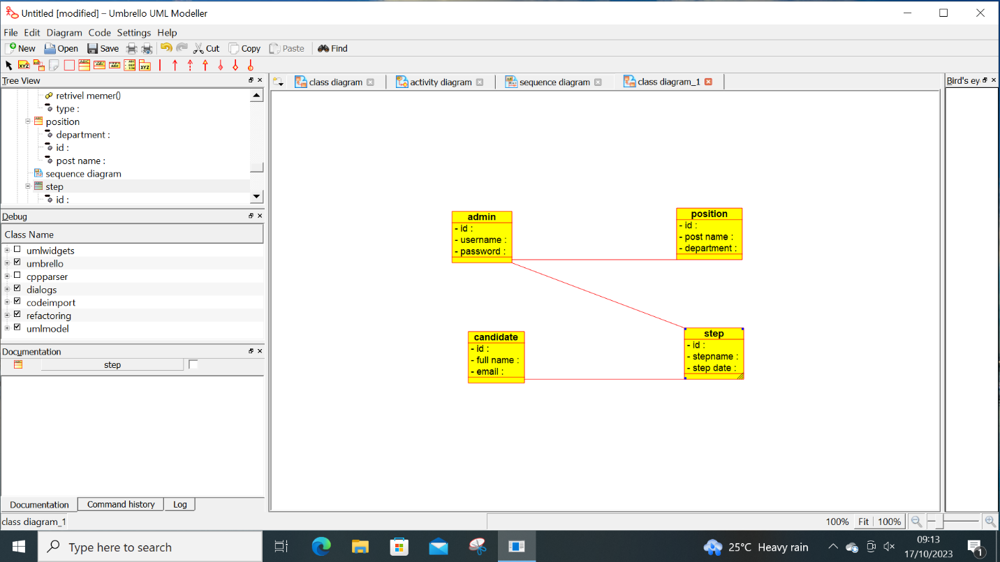 Untitled [modified] – Umbrello UML Modeller
File Edit Diagram Code Settings Help
New Open Save Cut Copy Paste Find
Tree View
retrivel memer()
type :
position
department :
id :
post name :
sequence diagram
step
id :
Debug
Class Name
umlwidgets
umbrello
cppparser
dialogs
codeimport
refactoring
umlmodel
Documentation
step
Documentation Command history Log
class diagram_1
class diagram activity diagram sequence diagram class diagram_1
admin
- id :
- username :
- password :
position
- id :
- post name :
- department :
candidate
- id :
- full name :
- email :
step
- id :
- stepname :
- step date :
Bird's ey
100% Fit 100%
Type here to search
25°C Heavy rain
09:13
17/10/2023
1